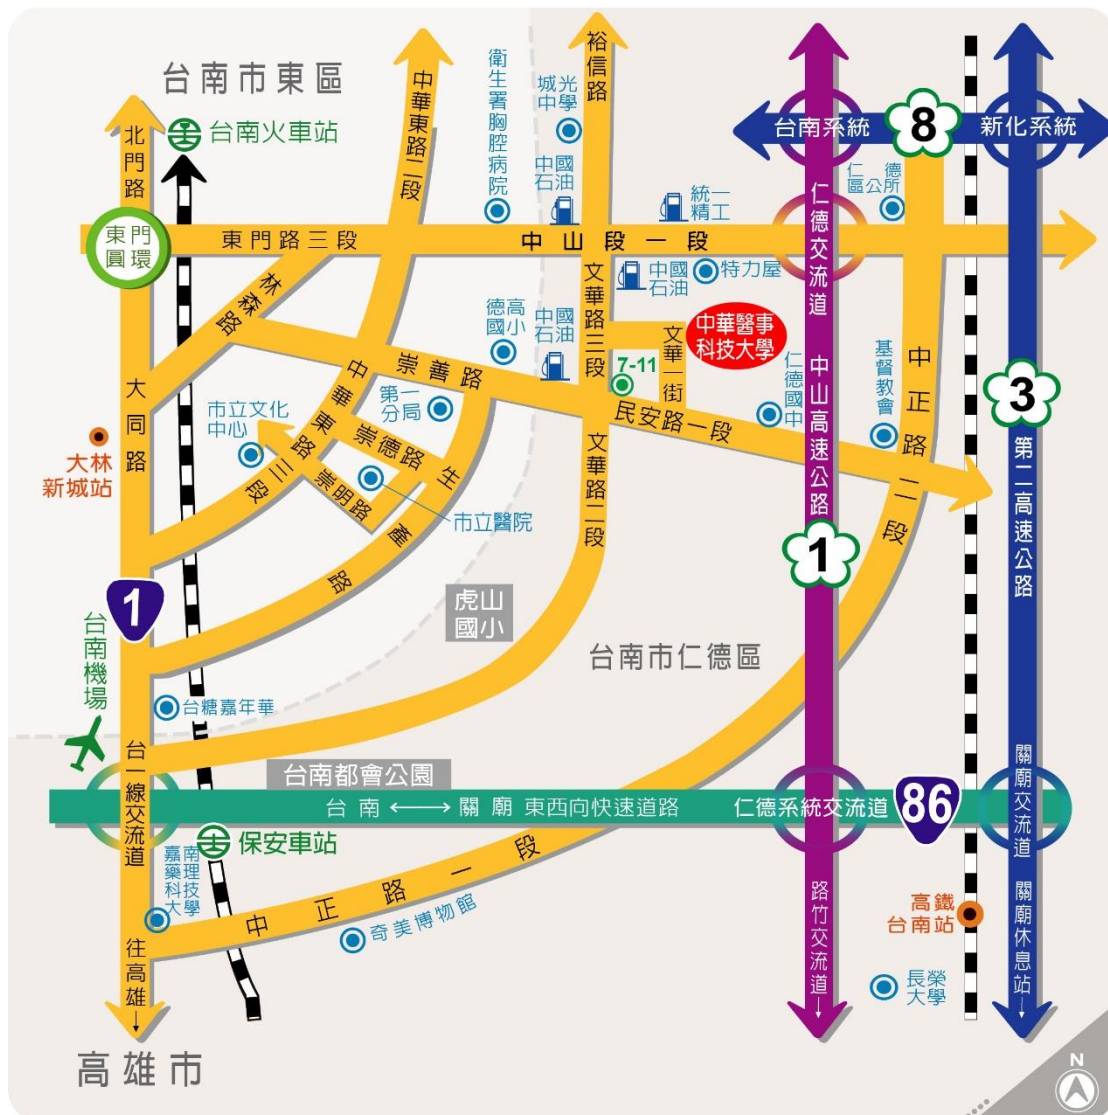 台南市東區
台南火車站
北門路
中華東路二段
衛生署胸腔病院
城光
中學
裕信路
中國
石油
統一
精工
台南系統
8
新化系統
仁德
區公所
仁德交流道
東門
圓環
東門路三段
中山段一段
林森路
德高
國小
中國
石油
文華路三段
中國
石油
特力屋
文華一街
中華醫事
科技大學
7-11
仁德國中
中山高速公路
基督教會
中正路二段
3
第二高速公路
大同路
大林
新城站
市立文化
中心
中華東路三段
第一
分局
崇善路
崇德路
崇明路
市立醫院
生產路
民安路一段
文華路二段
1
1
台南機場
虎山
國小
台南市仁德區
台糖嘉年華
台一線交流道
台南都會公園
台南
關廟
東西向快速道路
仁德系統交流道
86
關廟交流道
保安車站
嘉南
藥理
科技
大學
中正路一段
奇美博物館
往高雄
路竹交流道
高鐵
台南站
關廟休息站
長榮
大學
高雄市
N